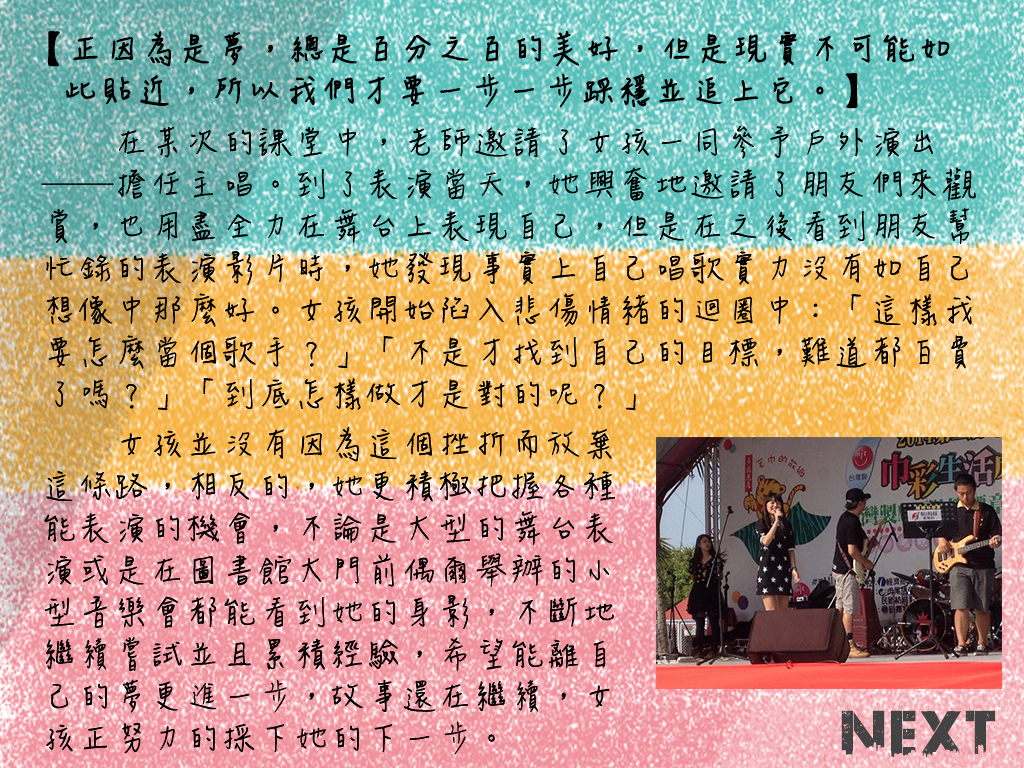 【正因為是夢，總是百分之百的美好，但是現實不可能如
此貼近，所以我們才要一步一步踩穩並追上它。】
在某次的課堂中，老師邀請了女孩一同參予戶外演出
——擔任主唱。到了表演當天，她興奮地邀請了朋友們來觀
賞，也用盡全力在舞台上表現自己，但是在之後看到朋友幫
忙錄的表演影片時，她發現事實上自己唱歌實力沒有如自己
想像中那麼好。女孩開始陷入悲傷情緒的迴圈中：「這樣我
要怎麼當個歌手？」「不是才找到自己的目標，難道都白費
了嗎？」「到底怎樣做才是對的呢？」
女孩並沒有因為這個挫折而放棄
這條路，相反的，她更積極把握各種
能表演的機會，不論是大型的舞台表
演或是在圖書館大門前偶爾舉辦的小
型音樂會都能看到她的身影，不斷地
繼續嘗試並且累積經驗，希望能離自
己的夢更進一步，故事還在繼續，女
孩正努力的採下她的下一步。
毛巾的故鄉
台灣製
巾彩生活
NEXT